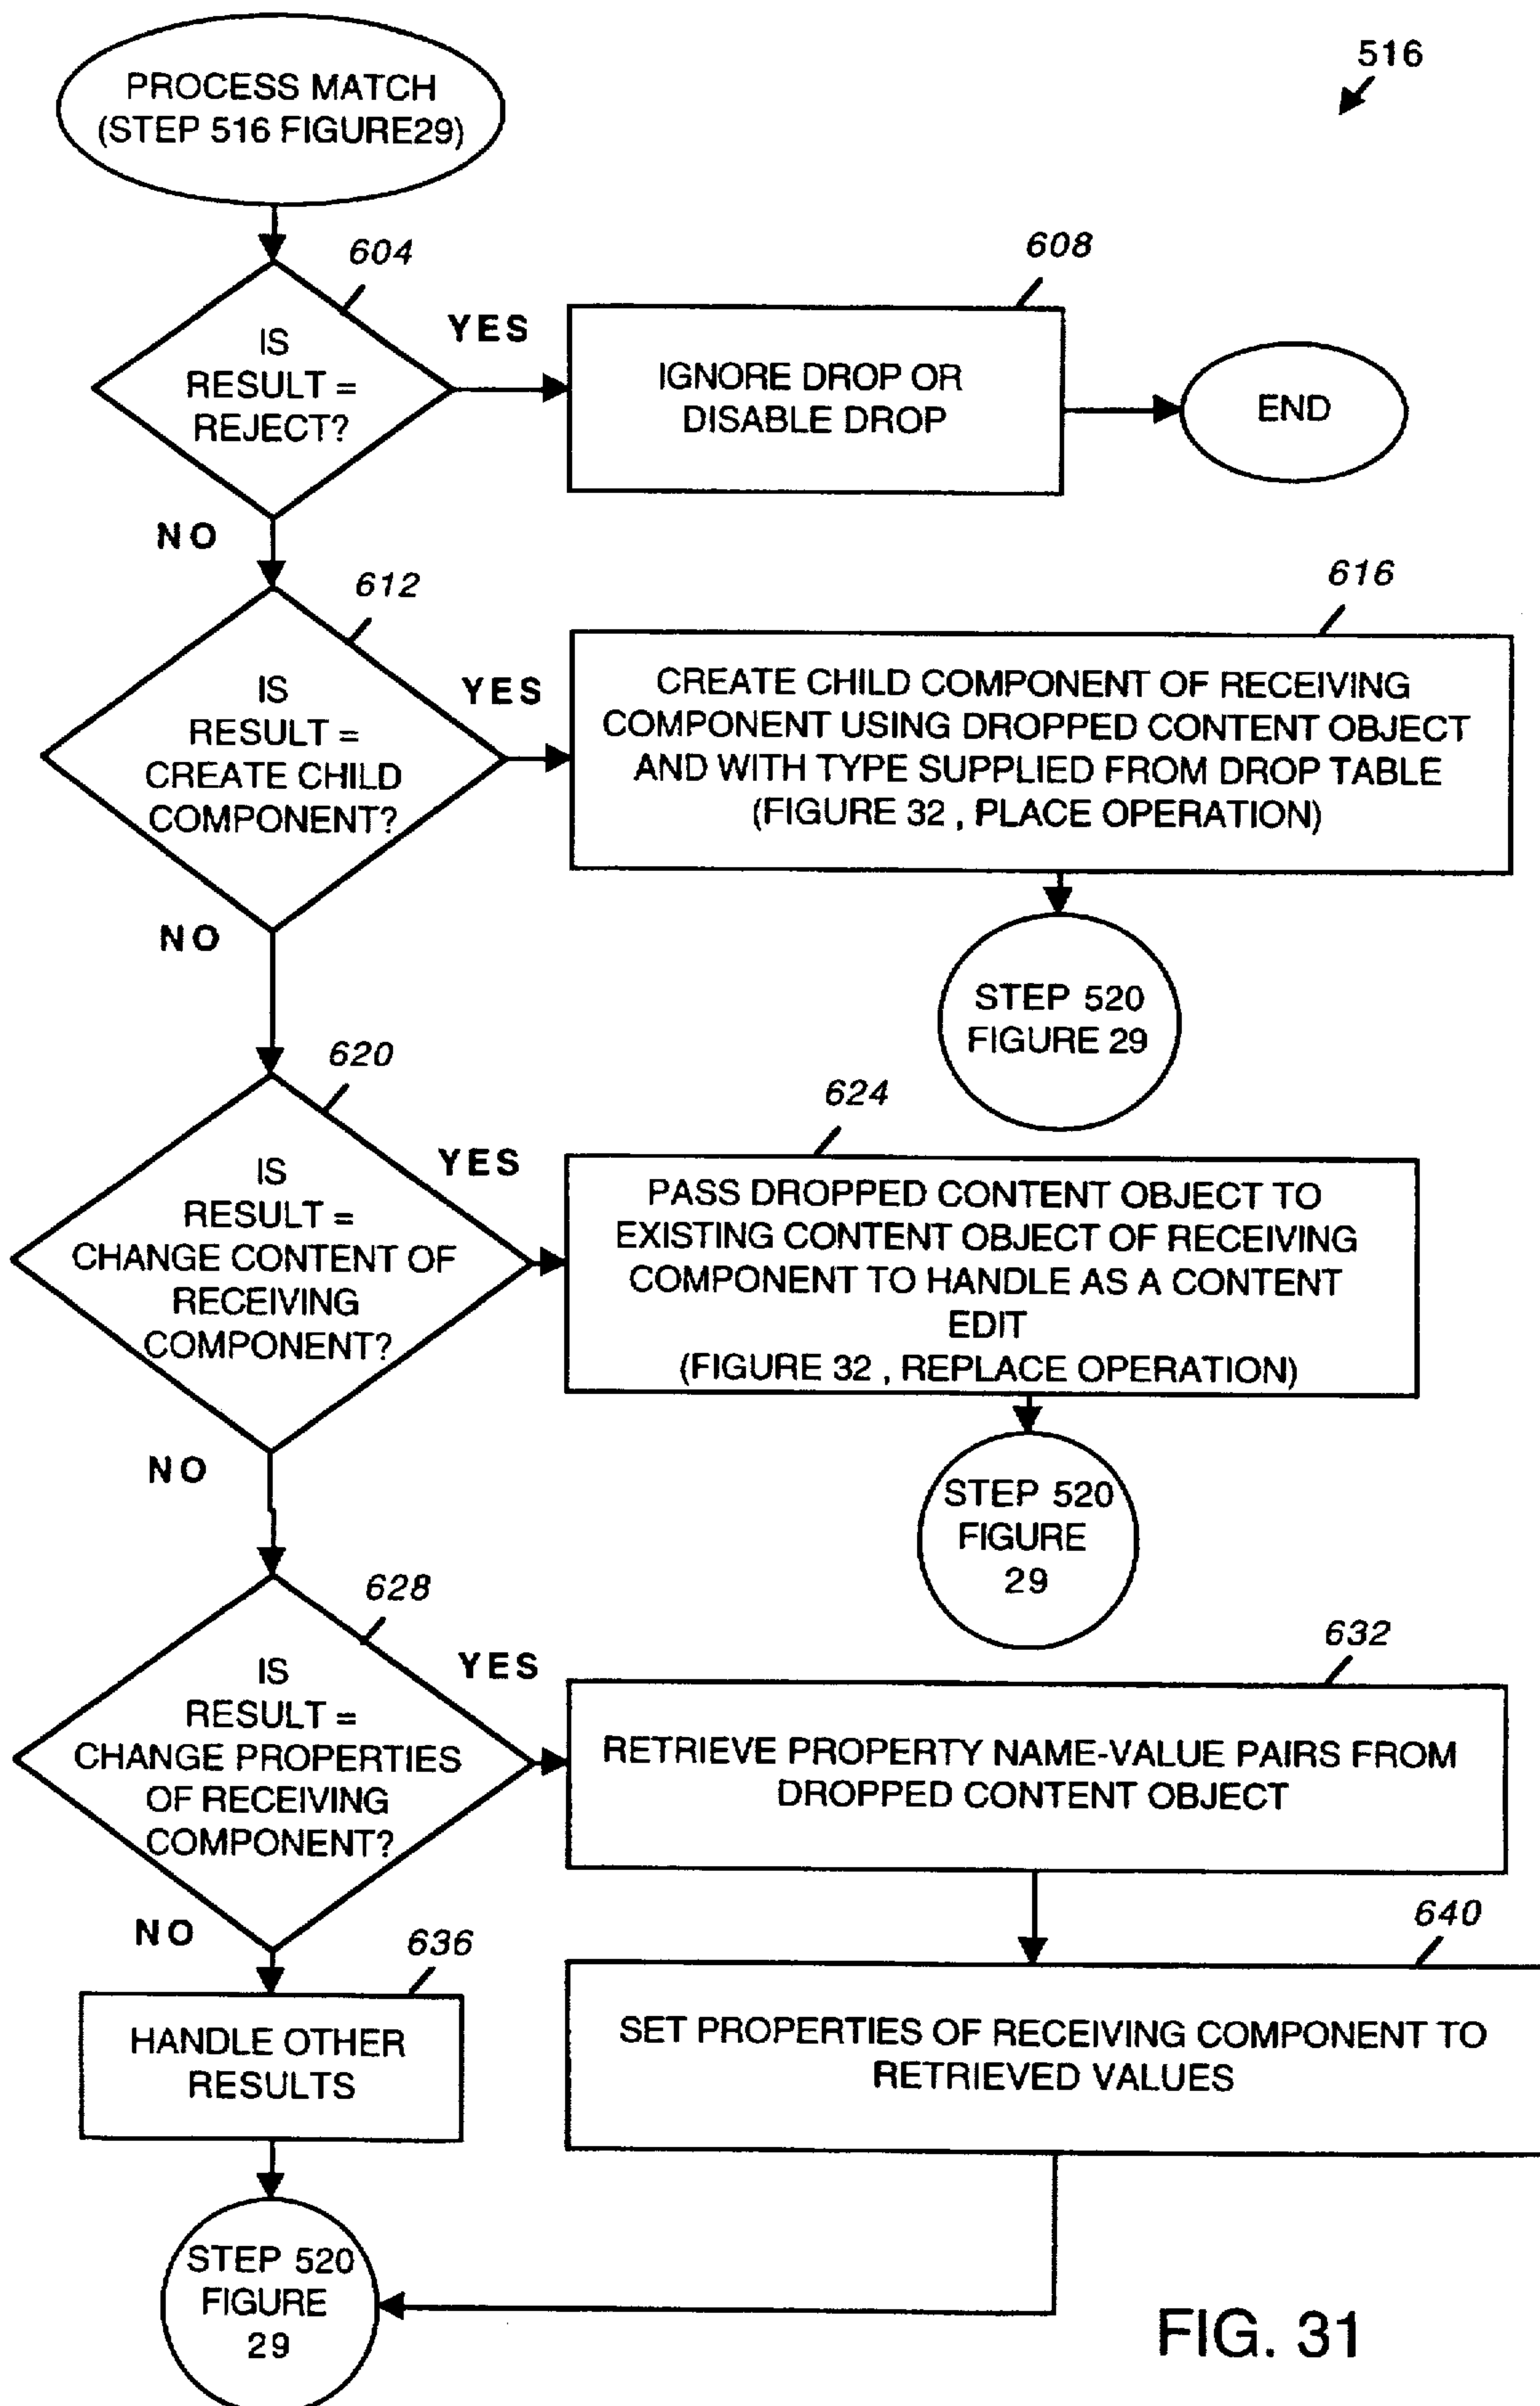 516
PROCESS MATCH
(STEP 516 FIGURE29)
604
IS
RESULT =
REJECT?
YES
608
IGNORE DROP OR
DISABLE DROP
END
NO
612
IS
RESULT =
CREATE CHILD
COMPONENT?
YES
616
CREATE CHILD COMPONENT OF RECEIVING
COMPONENT USING DROPPED CONTENT OBJECT
AND WITH TYPE SUPPLIED FROM DROP TABLE
(FIGURE 32 , PLACE OPERATION)
STEP 520
FIGURE 29
NO
620
IS
RESULT =
CHANGE CONTENT OF
RECEIVING
COMPONENT?
YES
624
PASS DROPPED CONTENT OBJECT TO
EXISTING CONTENT OBJECT OF RECEIVING
COMPONENT TO HANDLE AS A CONTENT
EDIT
(FIGURE 32 , REPLACE OPERATION)
STEP 520
FIGURE
29
NO
628
IS
RESULT =
CHANGE PROPERTIES
OF RECEIVING
COMPONENT?
YES
632
RETRIEVE PROPERTY NAME-VALUE PAIRS FROM
DROPPED CONTENT OBJECT
640
SET PROPERTIES OF RECEIVING COMPONENT TO
RETRIEVED VALUES
NO
636
HANDLE OTHER
RESULTS
STEP 520
FIGURE
29
FIG. 31